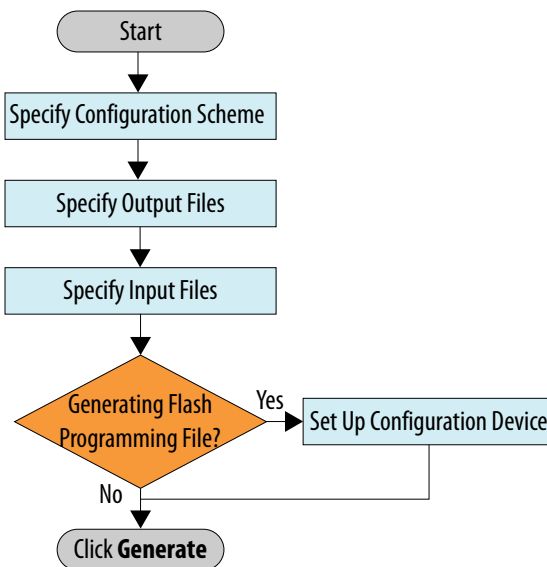 Start
Specify Configuration Scheme
Specify Output Files
Specify Input Files
Generating Flash
Programming File?
Yes
Set Up Configuration Device
No
Click Generate